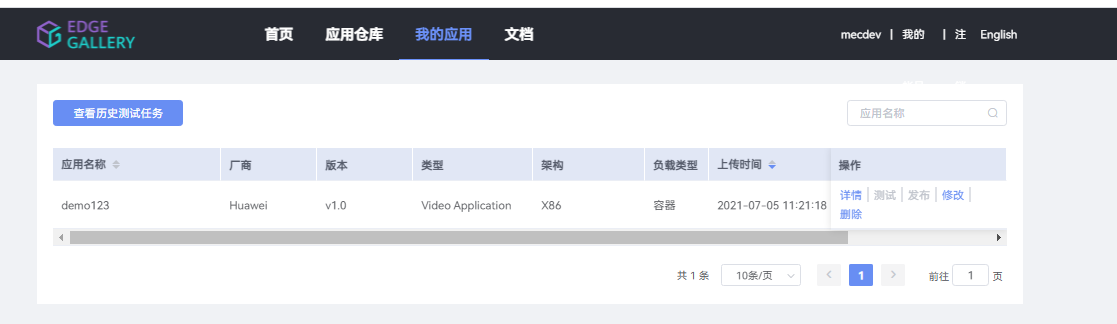 EDGE
GALLERY
首页 应用仓库 我的应用 文档 mecdev | 我的 | 注 English
查看历史测试任务 应用名称
应用名称 厂商 版本 类型 架构 负载类型 上传时间 操作
demo123 Huawei v1.0 Video Application X86 容器 2021-07-05 11:21:18 详情 | 测试 | 发布 | 修改 |
删除
共 1 条 10条/页 1 前往 1 页